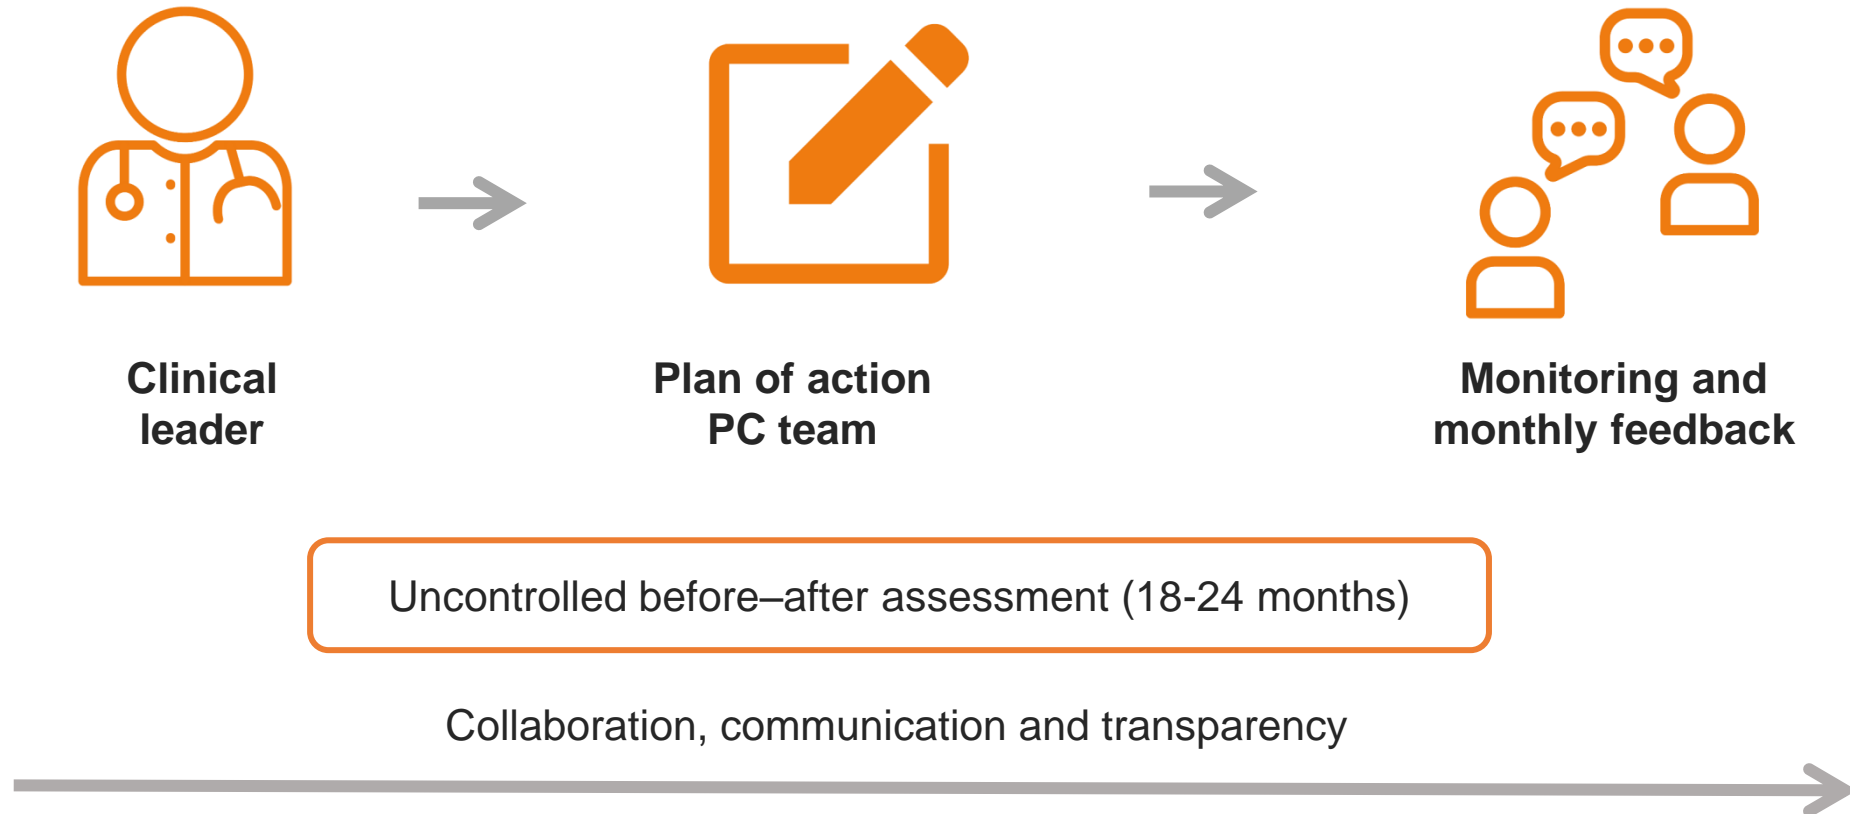 Clinical
leader
Plan of action
PC team
Monitoring and
monthly feedback
Uncontrolled before–after assessment (18-24 months)
Collaboration, communication and transparency